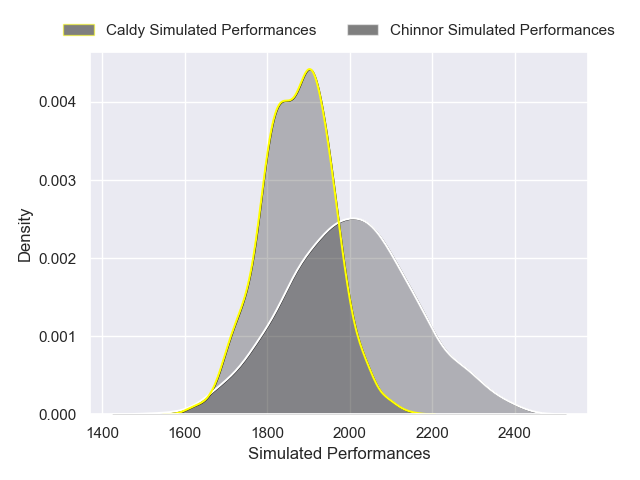 Caldy Simulated Performances
Chinnor Simulated Performances
0.004
0.003
0.002
0.001
0.000
Density
1400 1600 1800 2000 2200 2400
Simulated Performances